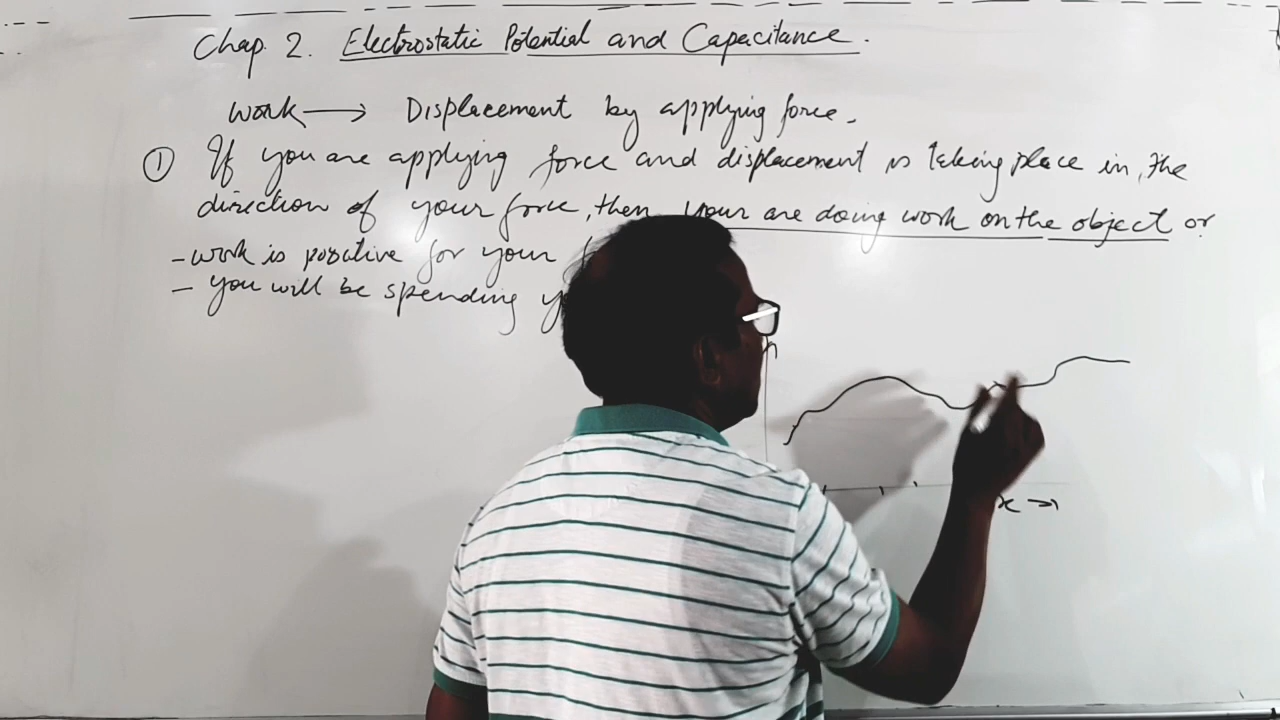 Chap. 2. Electrostatic Potential and Capacitance.
Work → Displacement by applying force.
① If you are applying force and displacement is taking place in the
direction of your force, then your are doing work on the object or
- work is positive for your
- You will be spending
x →